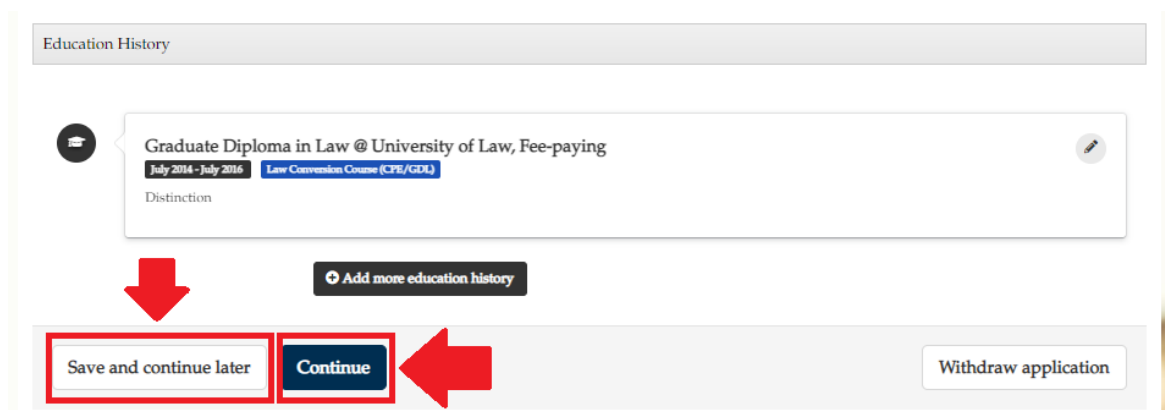 Education History
Graduate Diploma in Law @ University of Law, Fee-paying
July 2014 - July 2016 Law Conversion Course (CPE/GDL)
Distinction
Add more education history
Save and continue later Continue Withdraw application